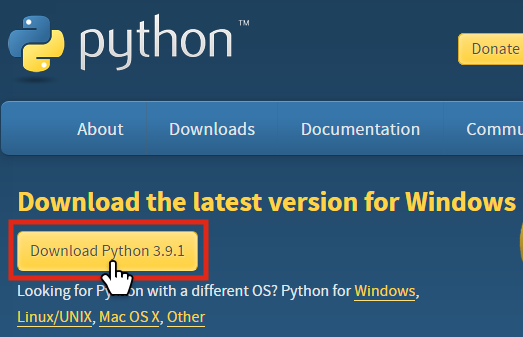 python™
Donate
About Downloads Documentation Commu
Download the latest version for Windows
Download Python 3.9.1
Looking for Python with a different OS? Python for Windows,
Linux/UNIX, Mac OS X, Other